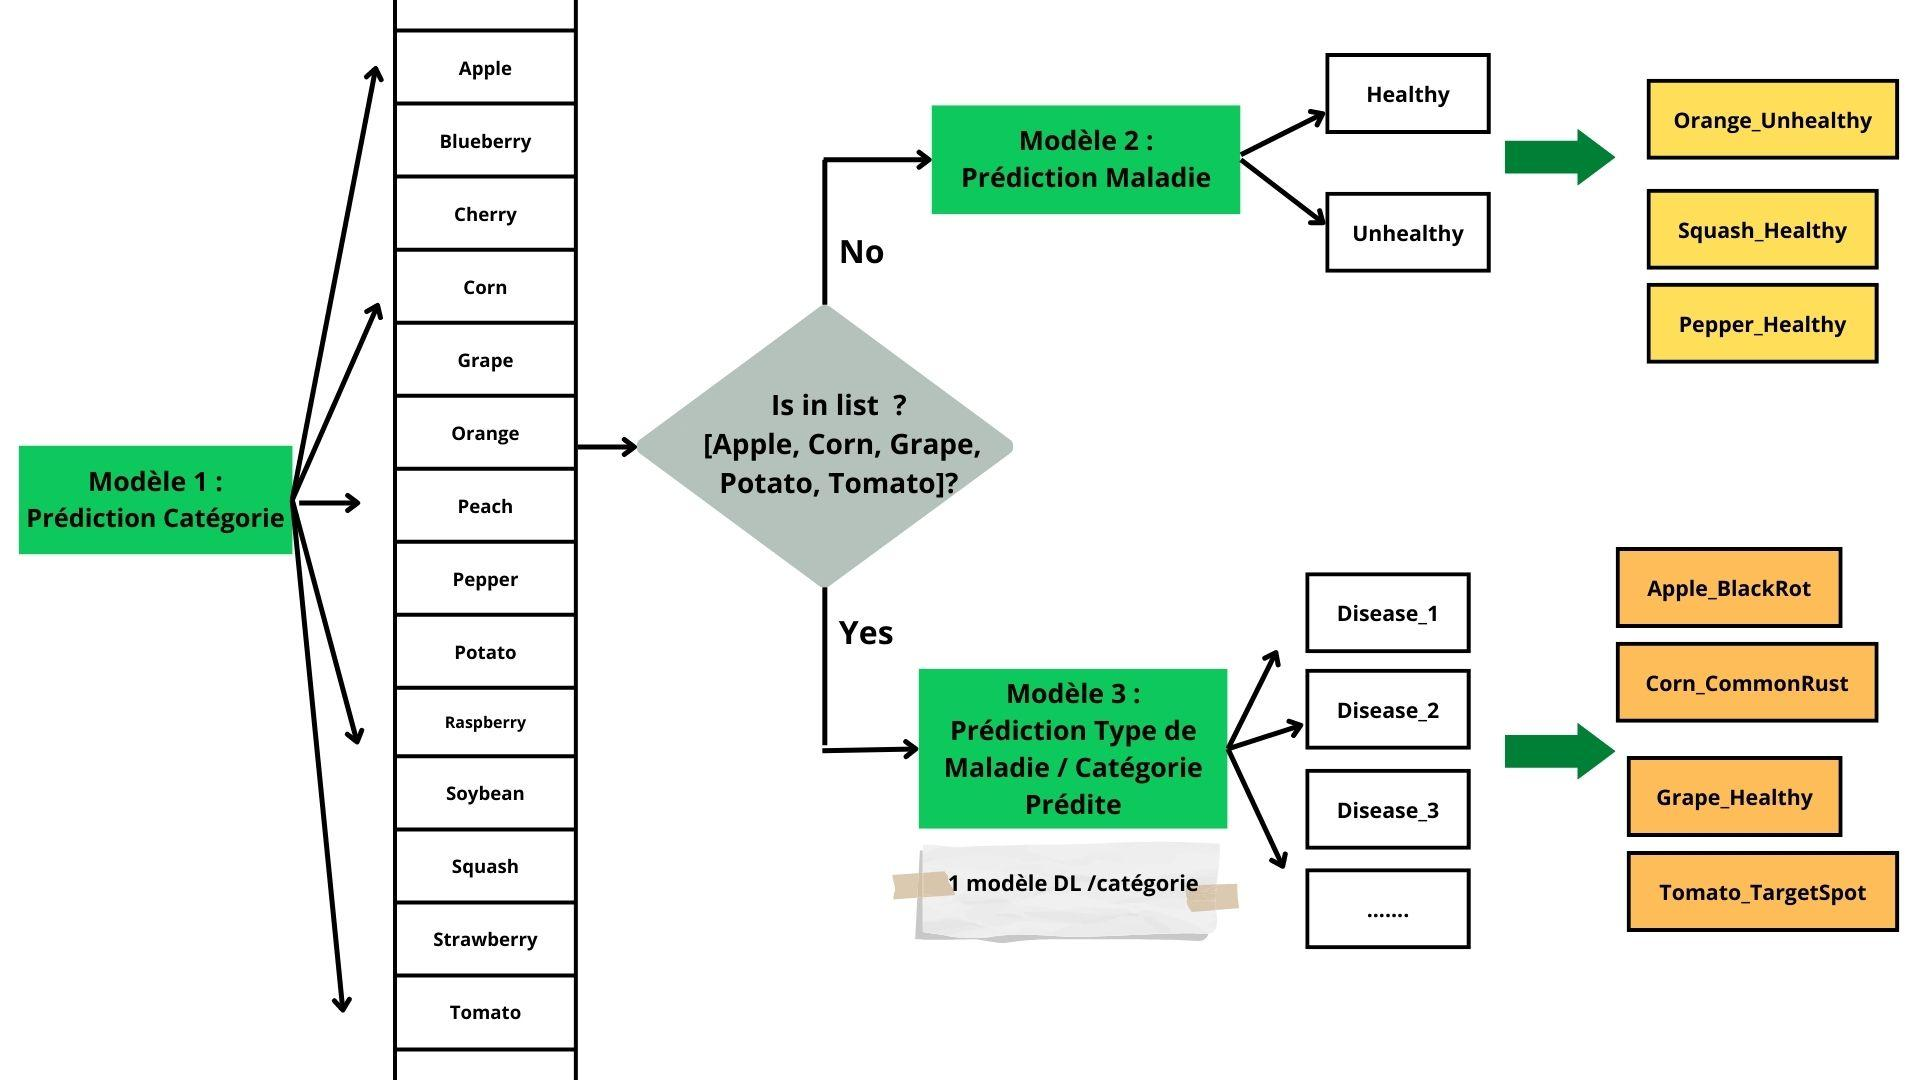 Modèle 1 :
Prédiction Catégorie
Apple
Blueberry
Cherry
Corn
Grape
Orange
Peach
Pepper
Potato
Raspberry
Soybean
Squash
Strawberry
Tomato
Is in list  ?
[Apple, Corn, Grape,
Potato, Tomato]?
No
Modèle 2 :
Prédiction Maladie
Healthy
Unhealthy
Orange_Unhealthy
Squash_Healthy
Pepper_Healthy
Yes
Modèle 3 :
Prédiction Type de
Maladie / Catégorie
Prédite
1 modèle DL /catégorie
Disease_1
Disease_2
Disease_3
.......
Apple_BlackRot
Corn_CommonRust
Grape_Healthy
Tomato_TargetSpot